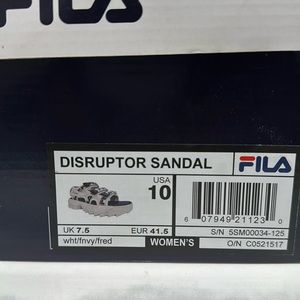 FILA
DISRUPTOR SANDAL
FILA
USA
10
6 07949 21123 0
UK 7.5
EUR 41.5
S/N 5SM00034-125
wht/fnvy/fred
WOMEN'S
O/N C0521517